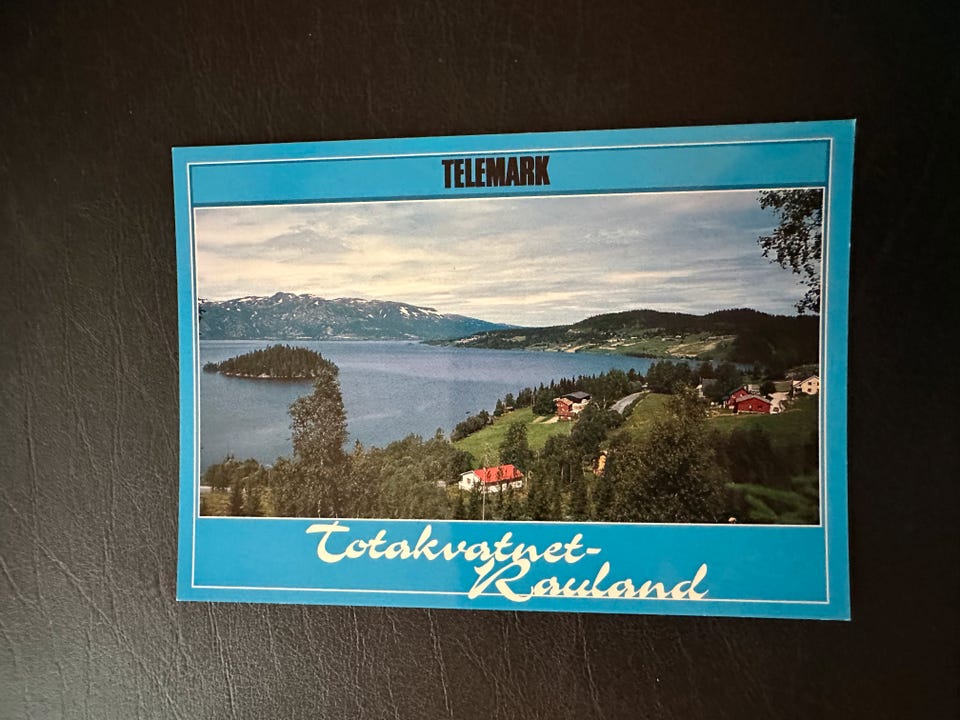 TELEMARK
Totakvatnet-
Rauland